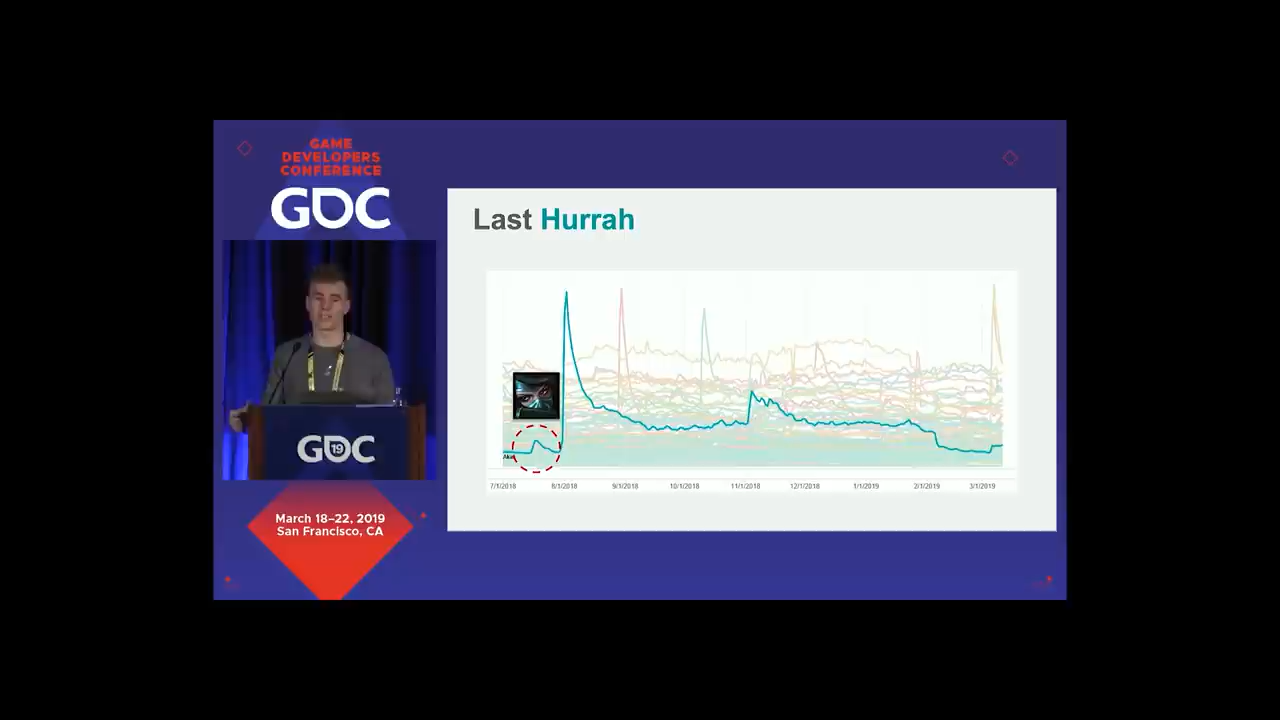 GAME
DEVELOPERS
CONFERENCE
GDC
Last Hurrah
GDC
19
March 18–22, 2019
San Francisco, CA
7/1/2018 8/1/2018 9/1/2018 10/1/2018 11/1/2018 12/1/2018 1/1/2019 2/1/2019 3/1/2019